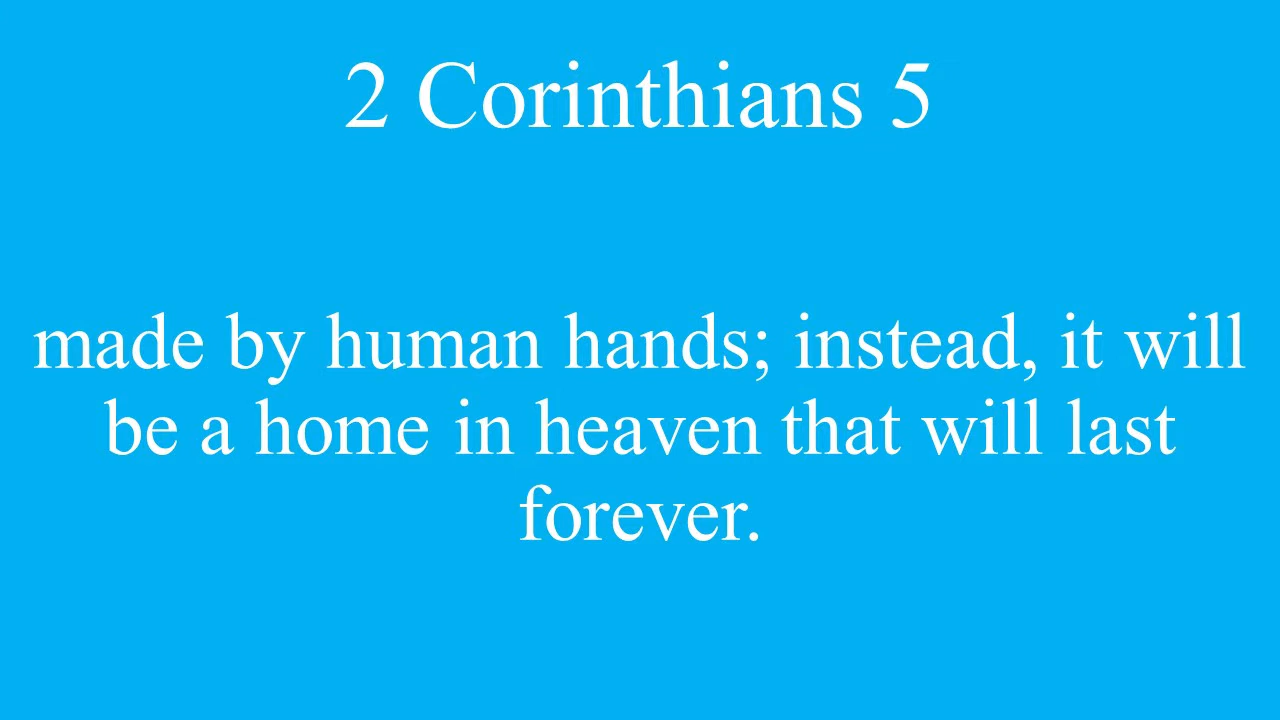 2 Corinthians 5
made by human hands; instead, it will
be a home in heaven that will last
forever.